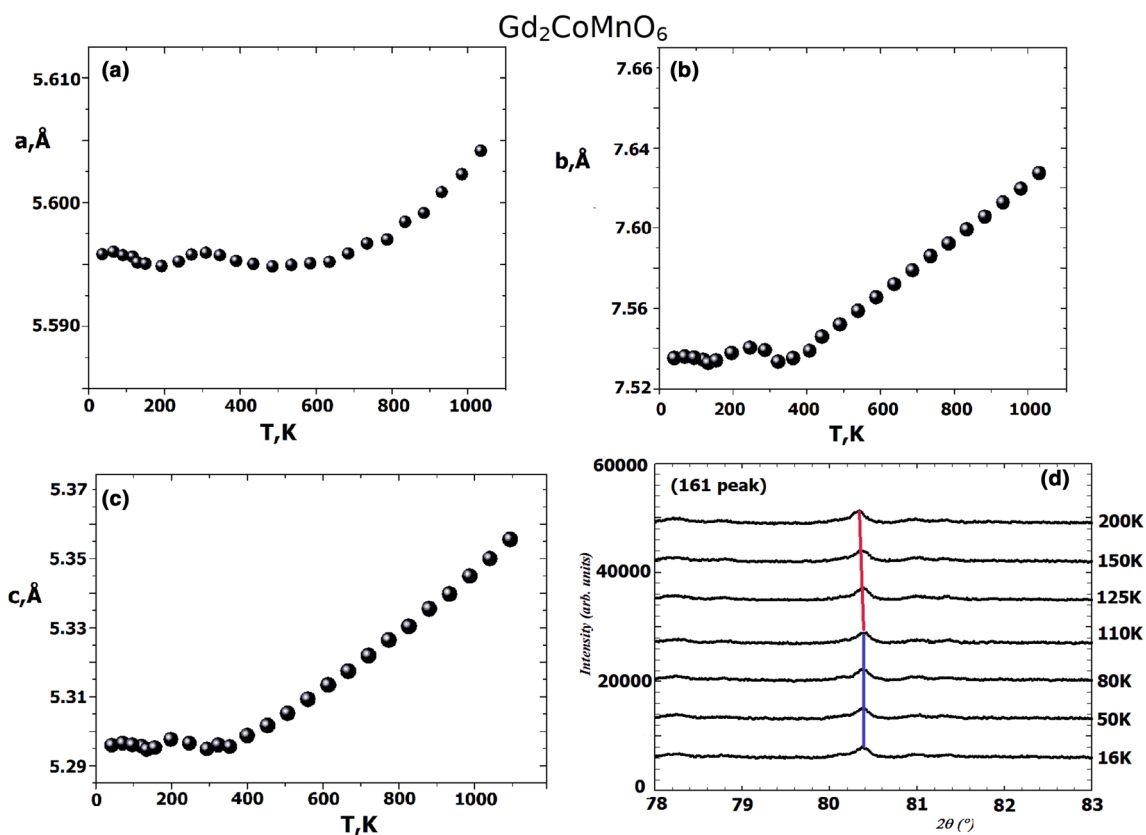 Gd₂CoMnO₆
(a)
5.610
5.600
5.590
a,Å
0 200 400 600 800 1000
T,K
(b)
7.66
7.64
7.60
7.56
7.52
b,Å
0 200 400 600 800 1000
T,K
(c)
5.37
5.35
5.33
5.31
5.29
c,Å
0 200 400 600 800 1000
T,K
(161 peak)
(d)
60000
40000
20000
0
Intensity (arb. units)
200K
150K
125K
110K
80K
50K
16K
78 79 80 81 82 83
2θ (°)